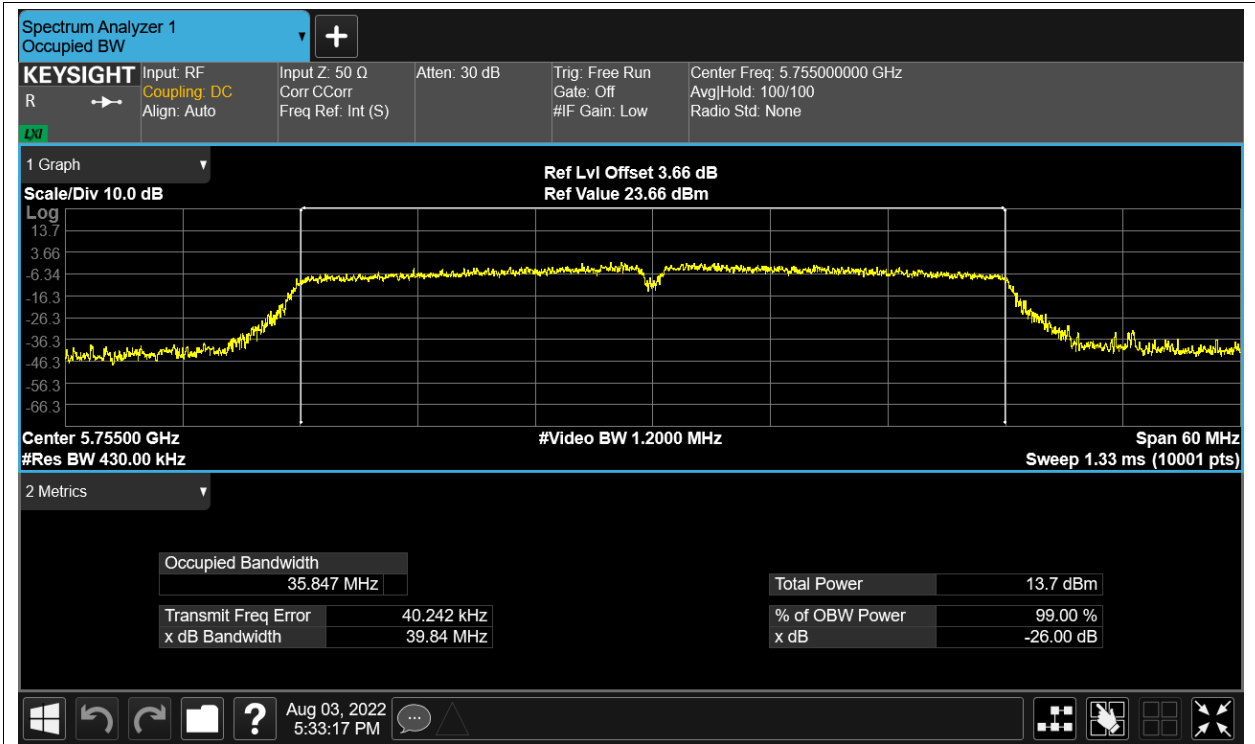 Spectrum Analyzer 1
Occupied BW
KEYSIGHT
R
LXI
Input: RF
Coupling: DC
Align: Auto
Input Z: 50 Ω
Corr CCorr
Freq Ref: Int (S)
Atten: 30 dB
Trig: Free Run
Gate: Off
#IF Gain: Low
Center Freq: 5.755000000 GHz
Avg|Hold: 100/100
Radio Std: None
1 Graph
Ref Lvl Offset 3.66 dB
Scale/Div 10.0 dB
Ref Value 23.66 dBm
Log
13.7
3.66
-6.34
-16.3
-26.3
-36.3
-46.3
-56.3
-66.3
Center 5.75500 GHz
#Video BW 1.2000 MHz
Span 60 MHz
#Res BW 430.00 kHz
Sweep 1.33 ms (10001 pts)
2 Metrics
Occupied Bandwidth
35.847 MHz
Total Power 13.7 dBm
Transmit Freq Error 40.242 kHz
% of OBW Power 99.00 %
x dB Bandwidth 39.84 MHz
x dB -26.00 dB
?
Aug 03, 2022
5:33:17 PM